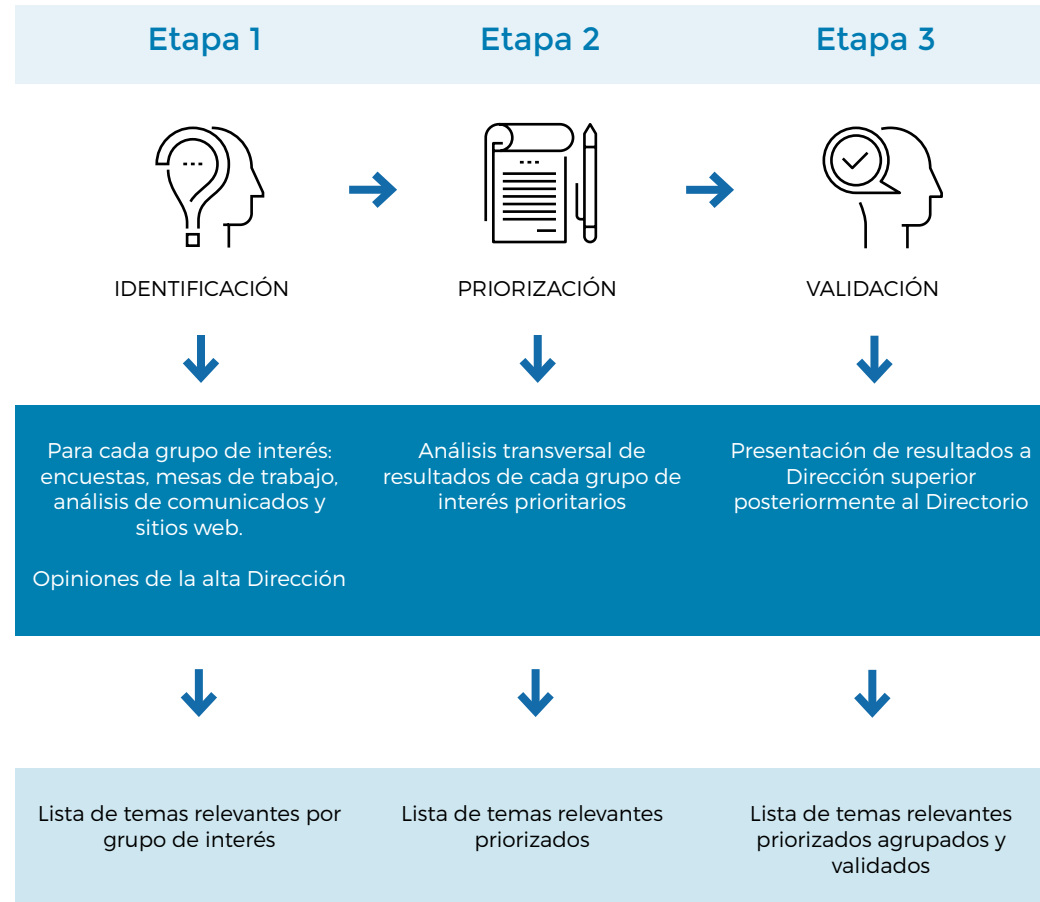 Etapa 1
Etapa 2
Etapa 3
IDENTIFICACIÓN
PRIORIZACIÓN
VALIDACIÓN
Para cada grupo de interés:
encuestas, mesas de trabajo,
análisis de comunicados y
sitios web.
Opiniones de la alta Dirección
Análisis transversal de
resultados de cada grupo de
interés prioritarios
Presentación de resultados a
Dirección superior
posteriormente al Directorio
Lista de temas relevantes por
grupo de interés
Lista de temas relevantes
priorizados
Lista de temas relevantes
priorizados agrupados y
validados